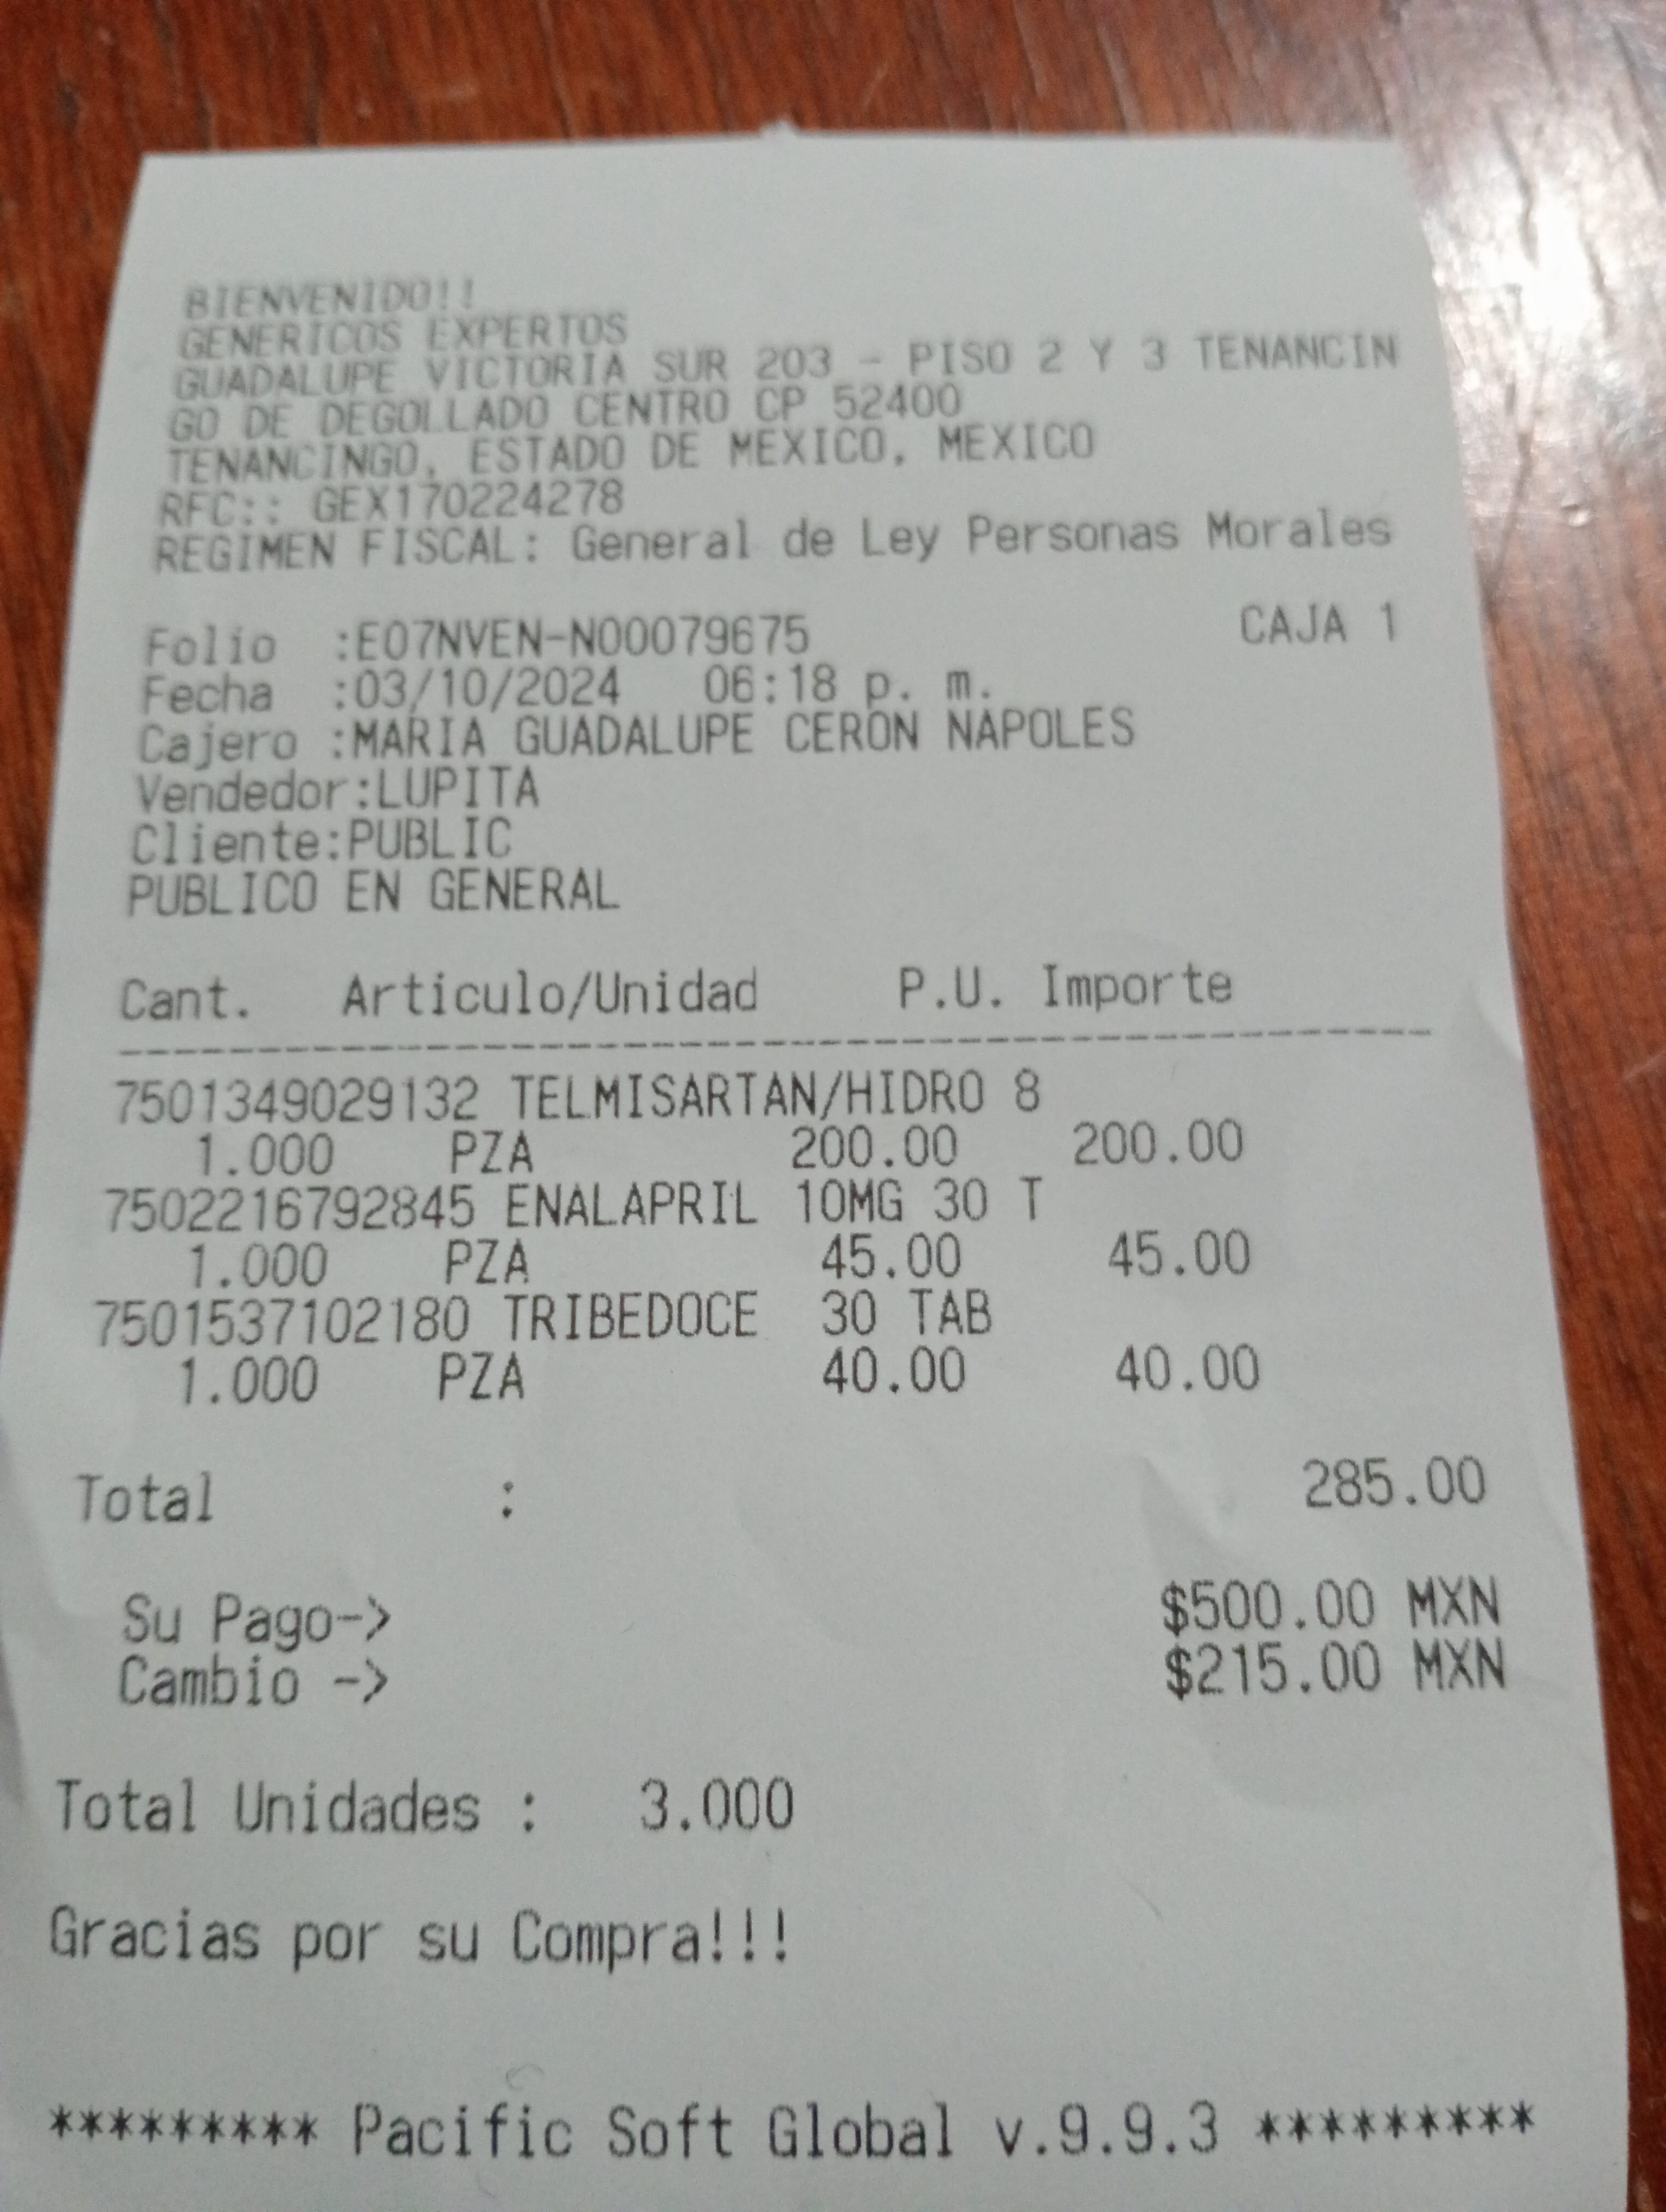 BIENVENIDO!!
GENERICOS EXPERTOS
GUADALUPE VICTORIA SUR 203 - PISO 2 Y 3 TENANCIN
GO DE DEGOLLADO CENTRO CP 52400
TENANCINGO, ESTADO DE MEXICO, MEXICO
RFC:: GEX170224278
REGIMEN FISCAL: General de Ley Personas Morales
Folio :E07NVEN-N00079675 CAJA 1
Fecha :03/10/2024 06:18 p. m.
Cajero :MARIA GUADALUPE CERON NAPOLES
Vendedor:LUPITA
Cliente:PUBLIC
PUBLICO EN GENERAL
Cant. Articulo/Unidad P.U. Importe
7501349029132 TELMISARTAN/HIDRO 8
1.000 PZA 200.00 200.00
7502216792845 ENALAPRIL 10MG 30 T
1.000 PZA 45.00 45.00
7501537102180 TRIBEDOCE 30 TAB
1.000 PZA 40.00 40.00
Total : 285.00
Su Pago-> $500.00 MXN
Cambio -> $215.00 MXN
Total Unidades : 3.000
Gracias por su Compra!!!
********* Pacific Soft Global v.9.9.3 *********